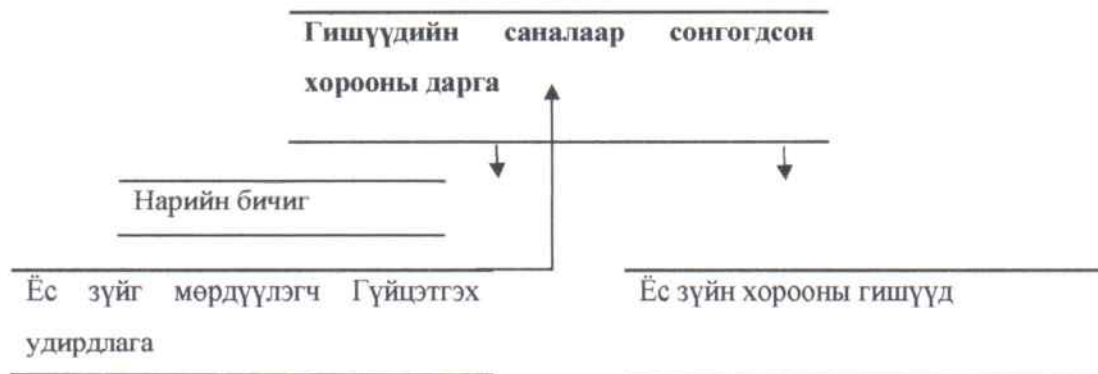 Гишүүдийн саналаар сонгогдсон
хорооны дарга
Нарийн бичиг
Ёс зүйг мөрдүүлэгч Гүйцэтгэх
удирдлага
Ёс зүйн хорооны гишүүд